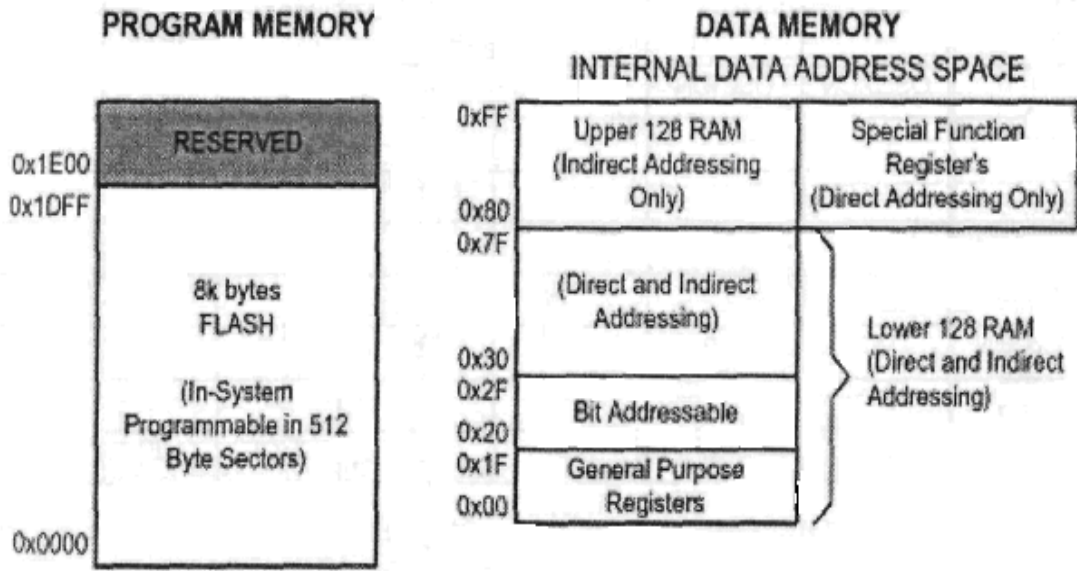 PROGRAM MEMORY
RESERVED
0x1E00
0x1DFF
8k bytes
FLASH
(In-System
Programmable in 512
Byte Sectors)
0x0000
DATA MEMORY
INTERNAL DATA ADDRESS SPACE
0xFF
Upper 128 RAM
(Indirect Addressing
Only)
0x80
Special Function
Register's
(Direct Addressing Only)
0x7F
(Direct and Indirect
Addressing)
0x30
0x2F
Bit Addressable
0x20
0x1F
General Purpose
Registers
0x00
Lower 128 RAM
(Direct and Indirect
Addressing)